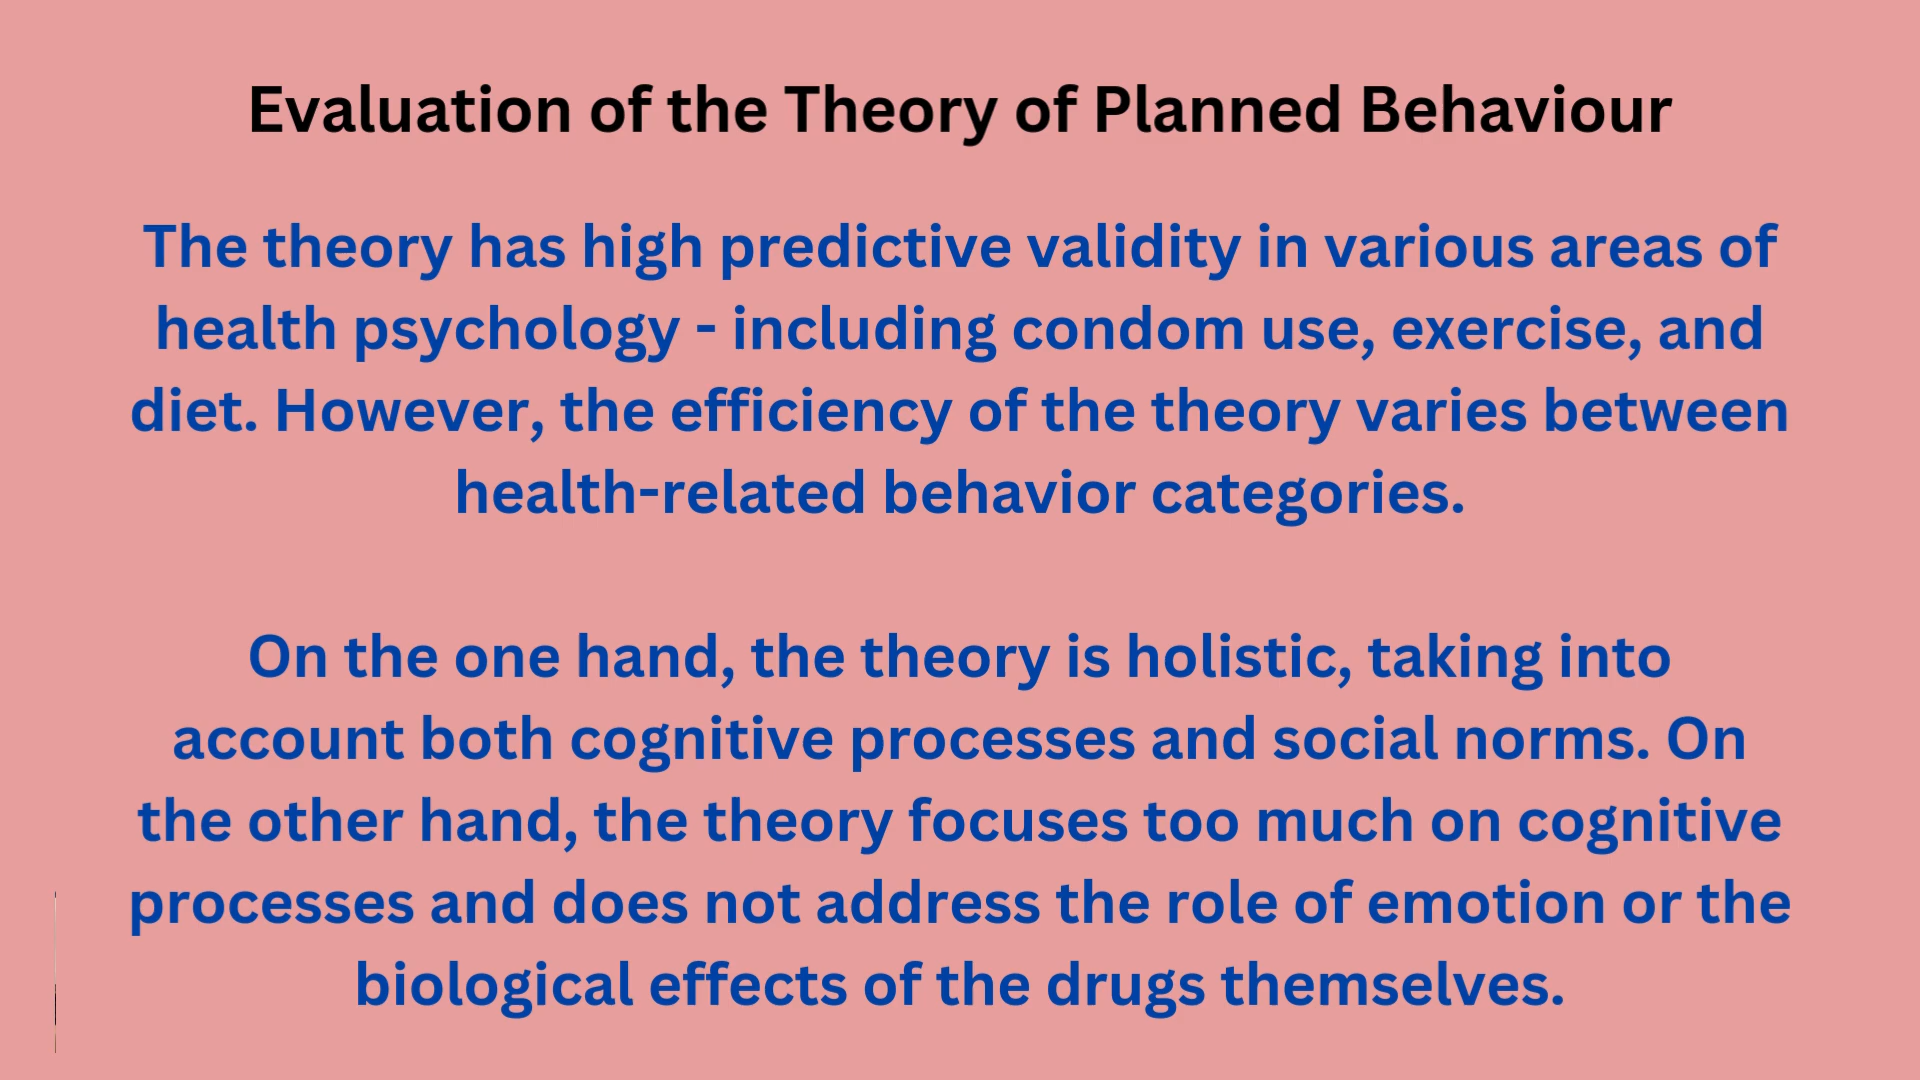 Evaluation of the Theory of Planned Behaviour
The theory has high predictive validity in various areas of
health psychology - including condom use, exercise, and
diet. However, the efficiency of the theory varies between
health-related behavior categories.
On the one hand, the theory is holistic, taking into
account both cognitive processes and social norms. On
the other hand, the theory focuses too much on cognitive
processes and does not address the role of emotion or the
biological effects of the drugs themselves.